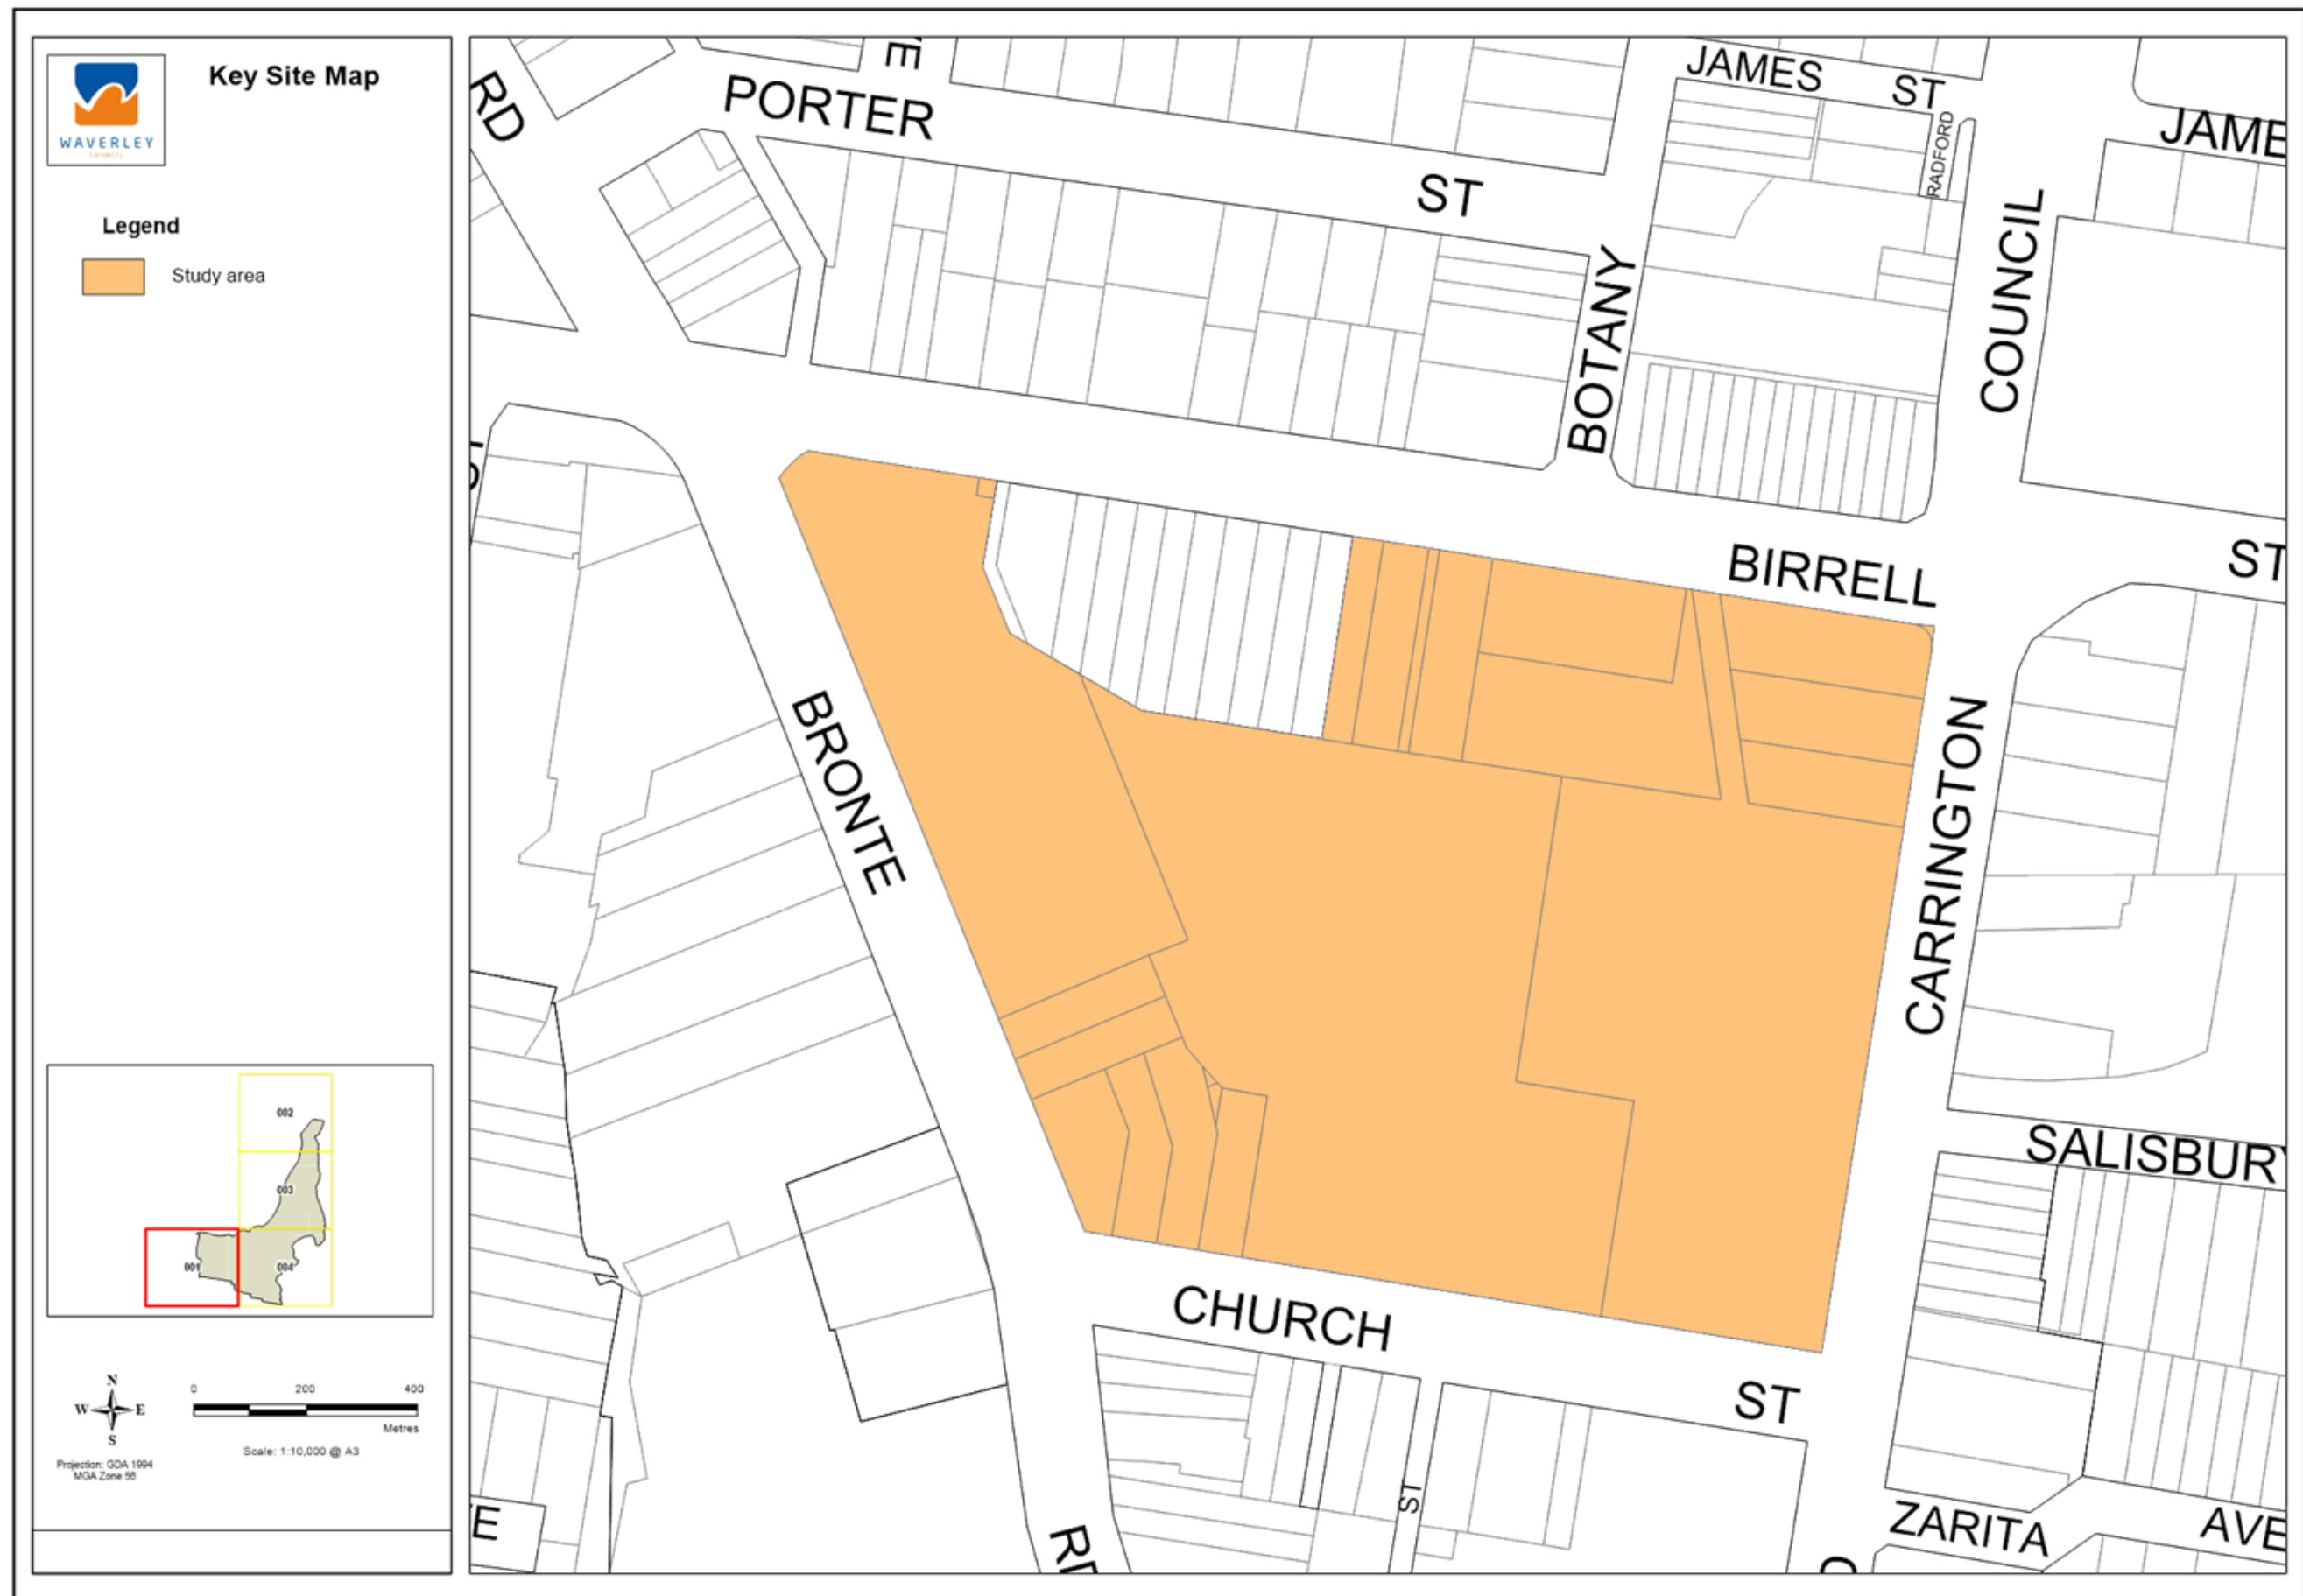 Key Site Map
WAVERLEY
COUNCIL
Legend
Study area
002
003
001
004
N
W E
S
0 200 400
Metres
Scale: 1:10,000 @ A3
Projection: GDA 1994
MGA Zone 56
RD
PORTER
ST
JAMES ST
RADFORD
JAME
COUNCIL
BOTANY
BIRRELL
ST
BRONTE
CARRINGTON
SALISBURY
CHURCH
ST
ST
ZARITA
AVE
E